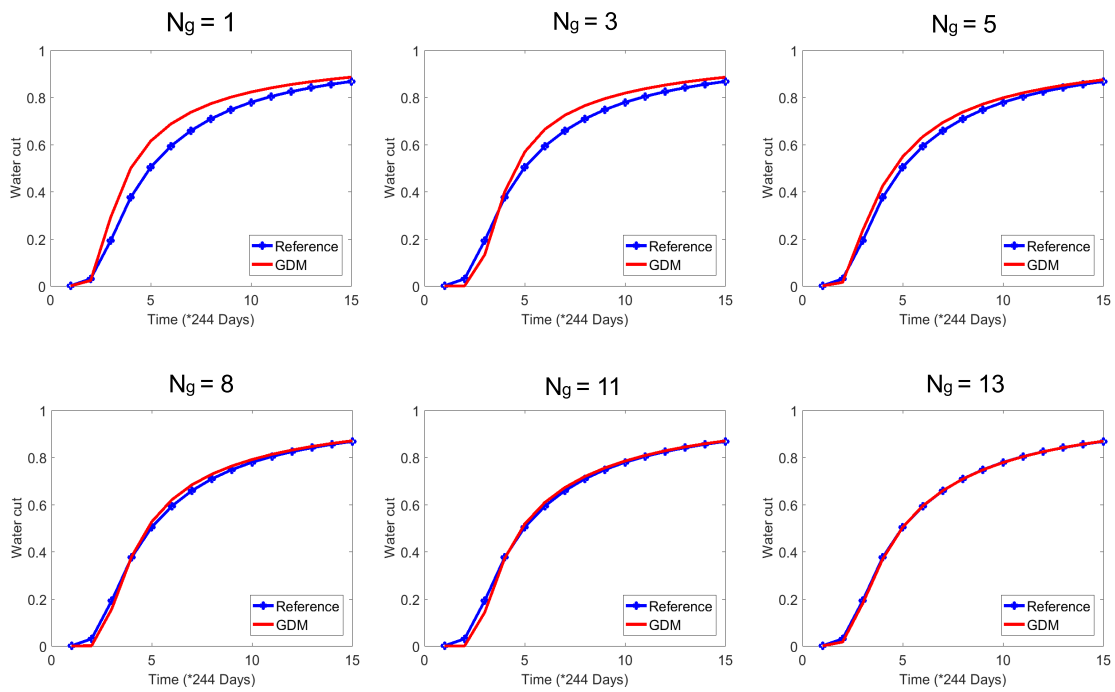 Ng = 1
1
0.8
0.6
0.4
0.2
0
Water cut
Reference
GDM
0 5 10 15
Time (*244 Days)
Ng = 3
1
0.8
0.6
0.4
0.2
0
Water cut
Reference
GDM
0 5 10 15
Time (*244 Days)
Ng = 5
1
0.8
0.6
0.4
0.2
0
Water cut
Reference
GDM
0 5 10 15
Time (*244 Days)
Ng = 8
1
0.8
0.6
0.4
0.2
0
Water cut
Reference
GDM
0 5 10 15
Time (*244 Days)
Ng = 11
1
0.8
0.6
0.4
0.2
0
Water cut
Reference
GDM
0 5 10 15
Time (*244 Days)
Ng = 13
1
0.8
0.6
0.4
0.2
0
Water cut
Reference
GDM
0 5 10 15
Time (*244 Days)